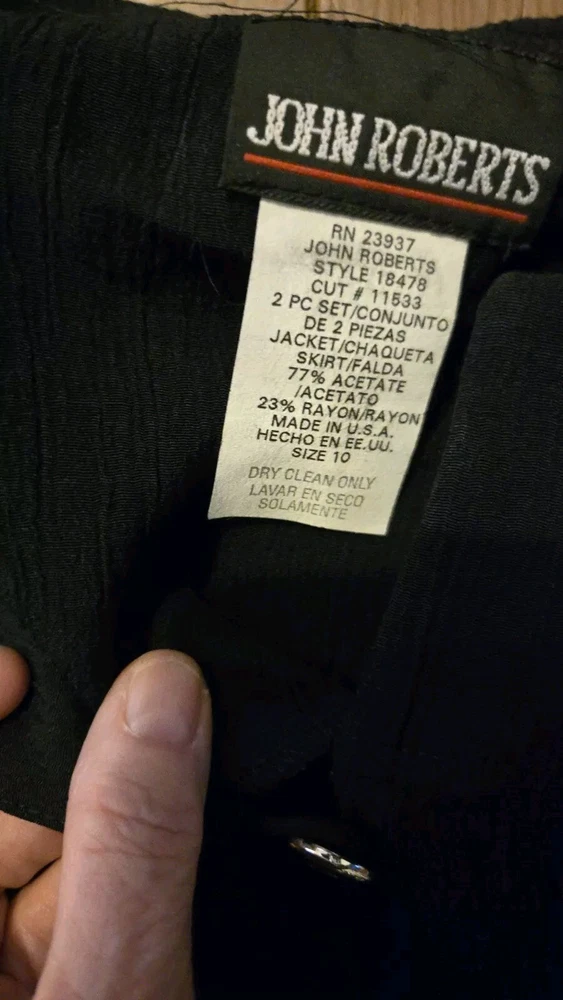 JOHN ROBERTS
RN 23937
JOHN ROBERTS
STYLE 18478
CUT # 11533
2 PC SET/CONJUNTO
DE 2 PIEZAS
JACKET/CHAQUETA
SKIRT/FALDA
77% ACETATE
/ACETATO
23% RAYON/RAYON
MADE IN U.S.A.
HECHO EN EE.UU.
SIZE 10
DRY CLEAN ONLY
LAVAR EN SECO
SOLAMENTE